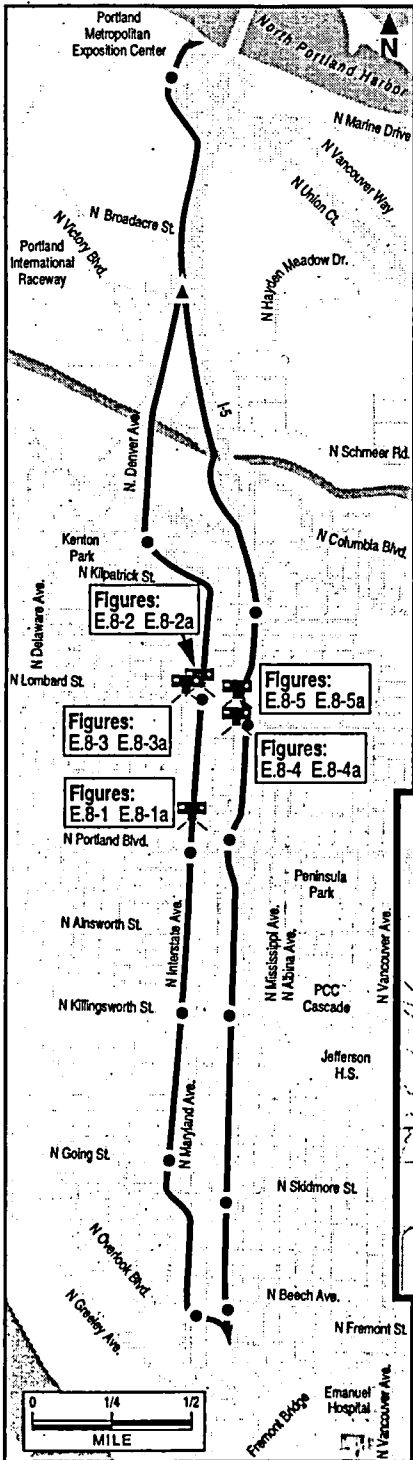 Portland
Metropolitan
Exposition Center
N
North Portland Harbor
N Marine Drive
N Vancouver Way
N Union Ct.
N Broadacre St.
N Victory Blvd.
Portland
International
Raceway
N Hayden Meadow Dr.
I-5
N. Denver Ave.
N Schmeer Rd.
Kenton
Park
N Columbia Blvd.
N Kilpatrick St.
N Delaware Ave.
Figures:
E.8-2 E.8-2a
N Lombard St.
Figures:
E.8-5 E.8-5a
Figures:
E.8-3 E.8-3a
Figures:
E.8-4 E.8-4a
Figures:
E.8-1 E.8-1a
N Portland Blvd.
Peninsula
Park
N Ainsworth St.
N Interstate Ave.
N Mississippi Ave.
N Albina Ave.
N Vancouver Ave.
N Killingsworth St.
PCC
Cascade
Jefferson
H.S.
N Maryland Ave.
N Going St.
N Skidmore St.
N Overlook Blvd.
N Greeley Ave.
N Beech Ave.
N Fremont St.
0 1/4 1/2
MILE
Fremont Bridge
Emanuel
Hospital
N Vancouver Ave.